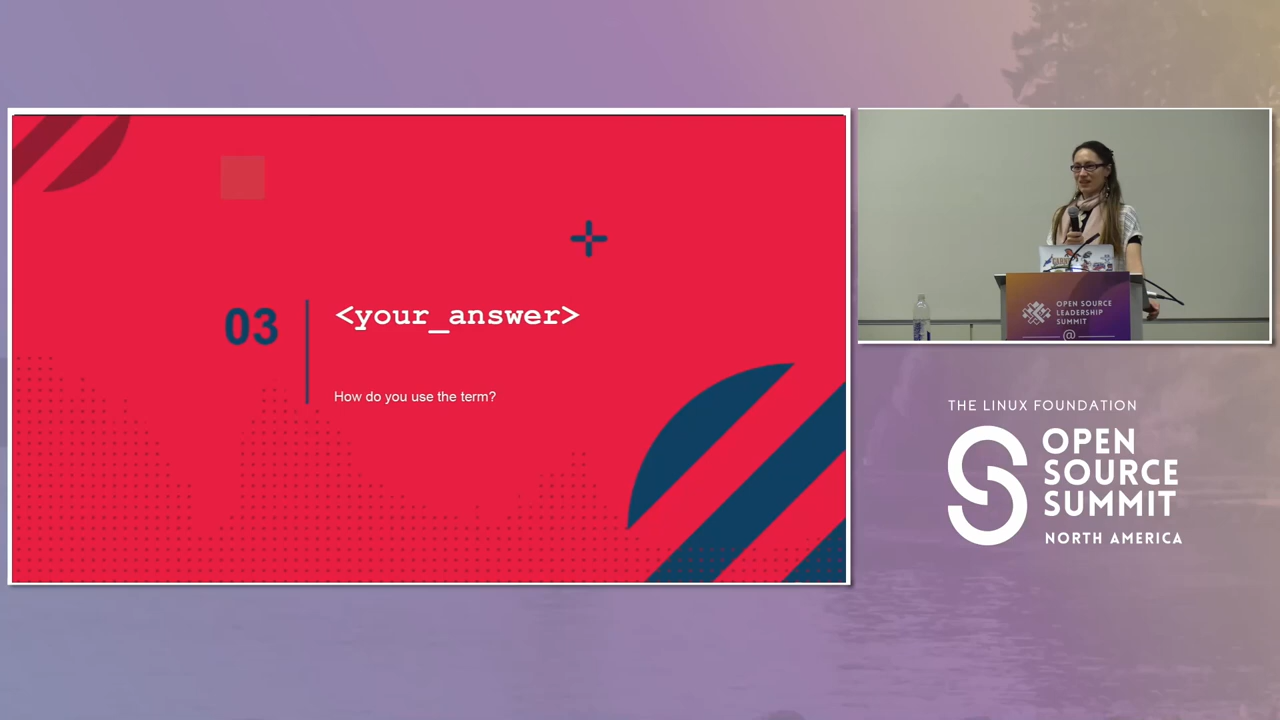 03
<your_answer>
How do you use the term?
OPEN SOURCE
LEADERSHIP
SUMMIT
@
THE LINUX FOUNDATION
OPEN
SOURCE
SUMMIT
NORTH AMERICA